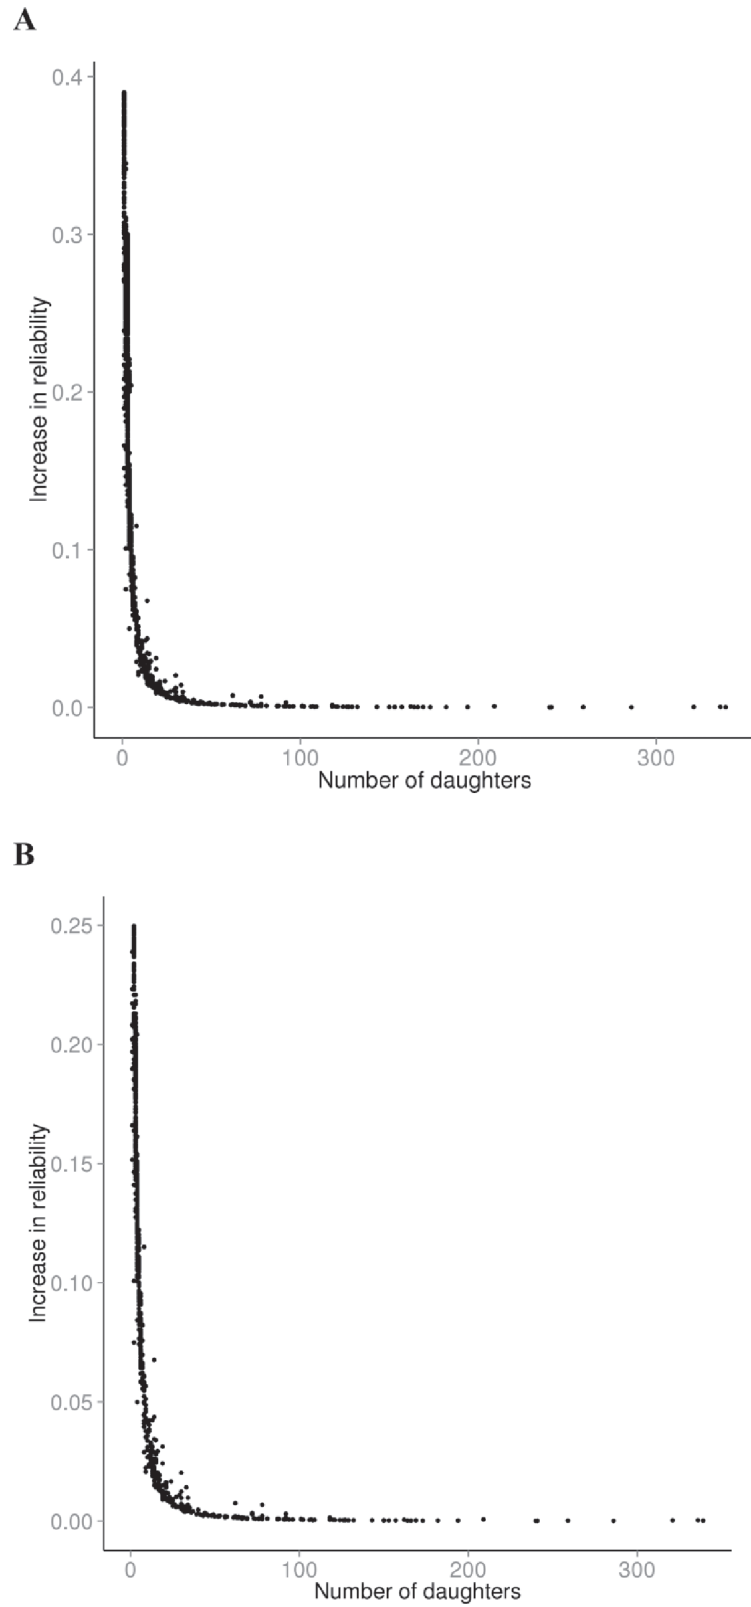 A
0.4
0.3
0.2
0.1
0.0
Increase in reliability
0 100 200 300
Number of daughters
B
0.25
0.20
0.15
0.10
0.05
0.00
Increase in reliability
0 100 200 300
Number of daughters